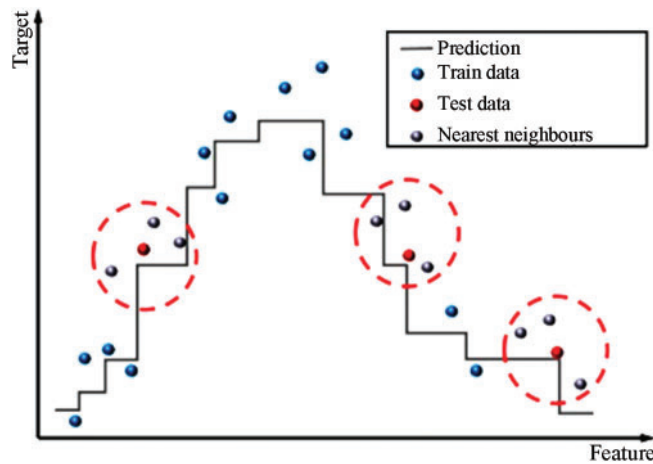 Target
Prediction
Train data
Test data
Nearest neighbours
Feature